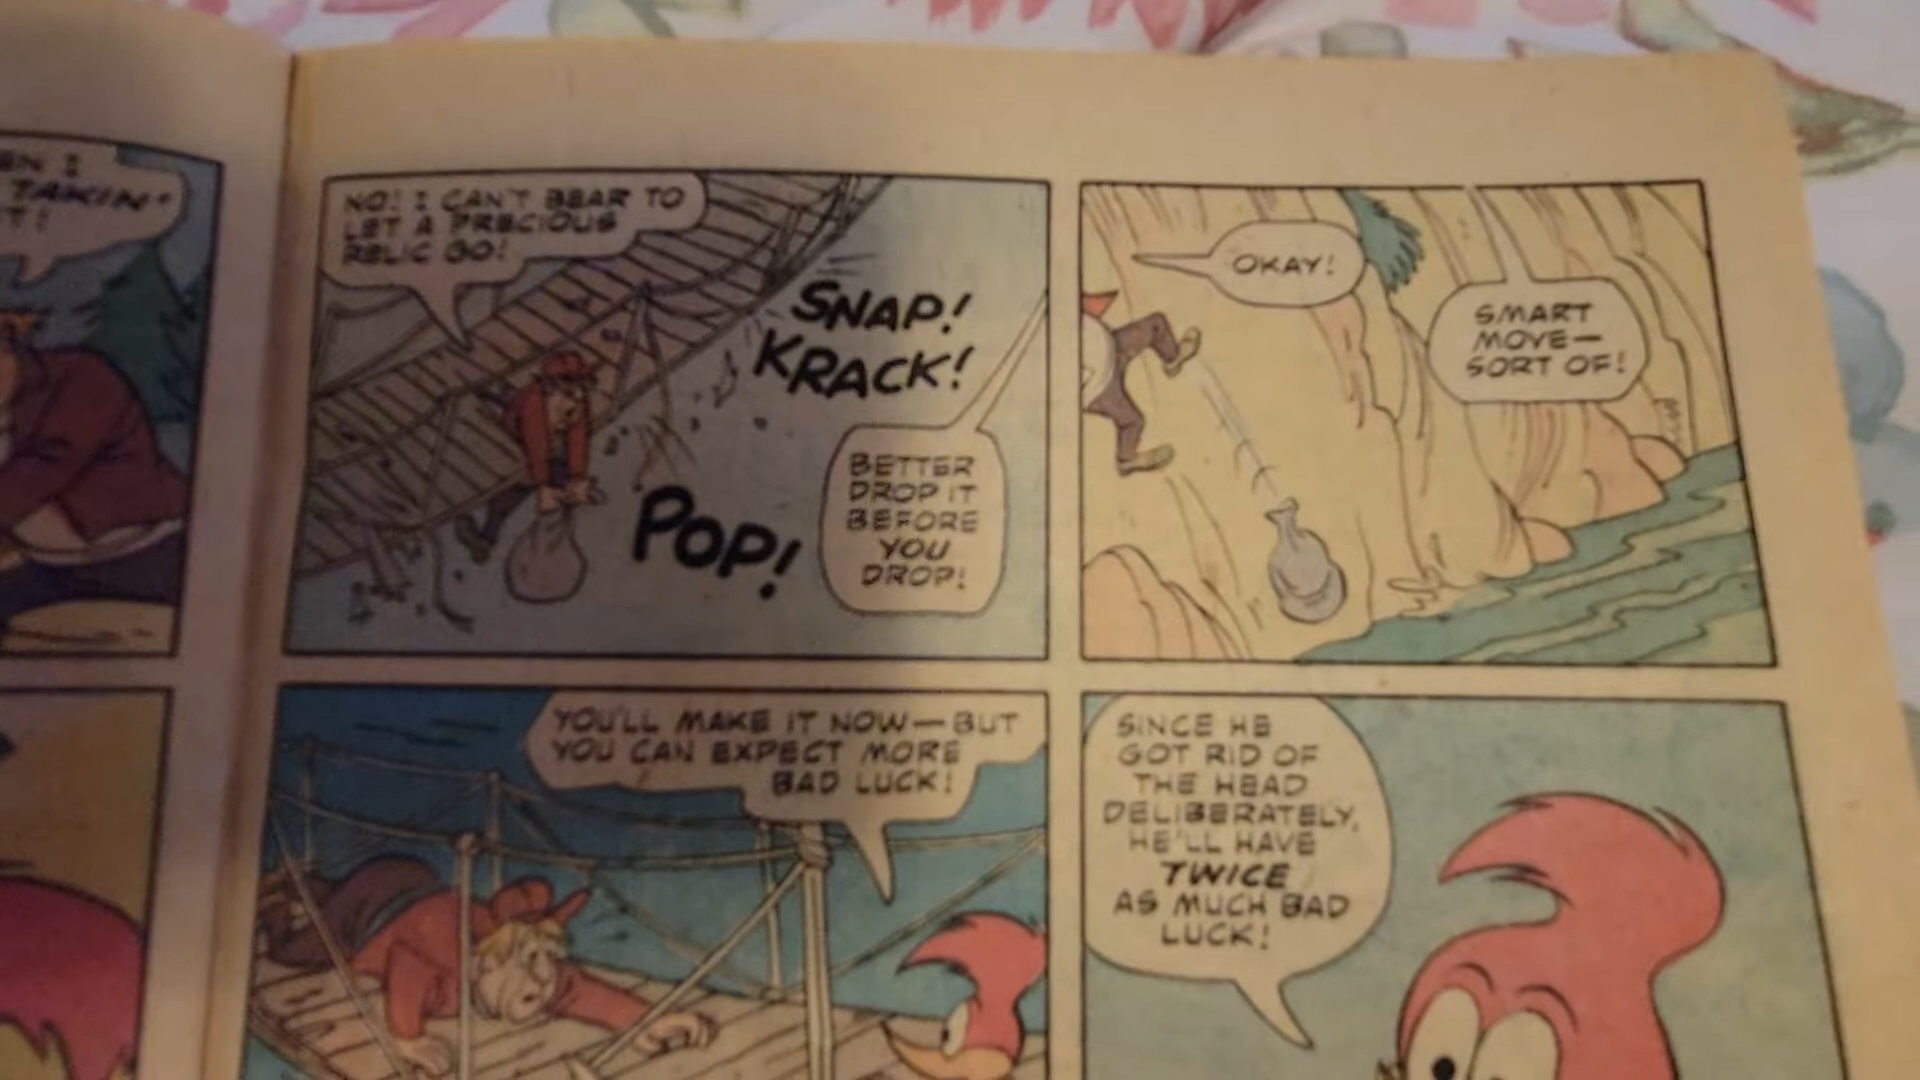 TAKIN'
NO! I CAN'T BEAR TO
LET A PRECIOUS
RELIC GO!
SNAP!
KRACK!
POP!
BETTER
DROP IT
BEFORE
YOU
DROP!
OKAY!
SMART
MOVE—
SORT OF!
YOU'LL MAKE IT NOW—BUT
YOU CAN EXPECT MORE
BAD LUCK!
SINCE HE
GOT RID OF
THE HEAD
DELIBERATELY,
HE'LL HAVE
TWICE
AS MUCH BAD
LUCK!